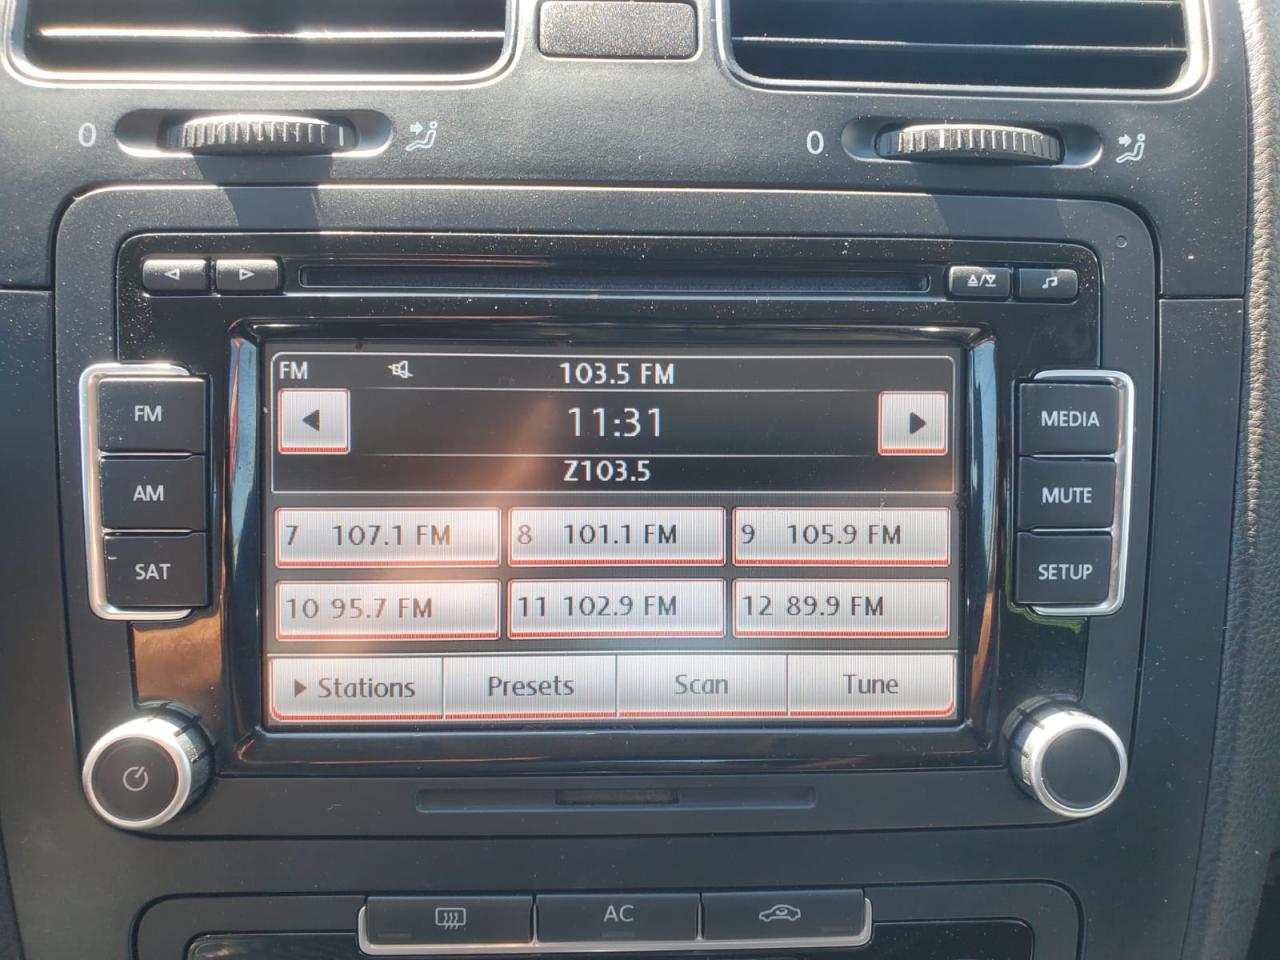 0
0
FM
103.5 FM
11:31
Z103.5
FM
AM
SAT
MEDIA
MUTE
SETUP
7 107.1 FM
8 101.1 FM
9 105.9 FM
10 95.7 FM
11 102.9 FM
12 89.9 FM
Stations
Presets
Scan
Tune
AC